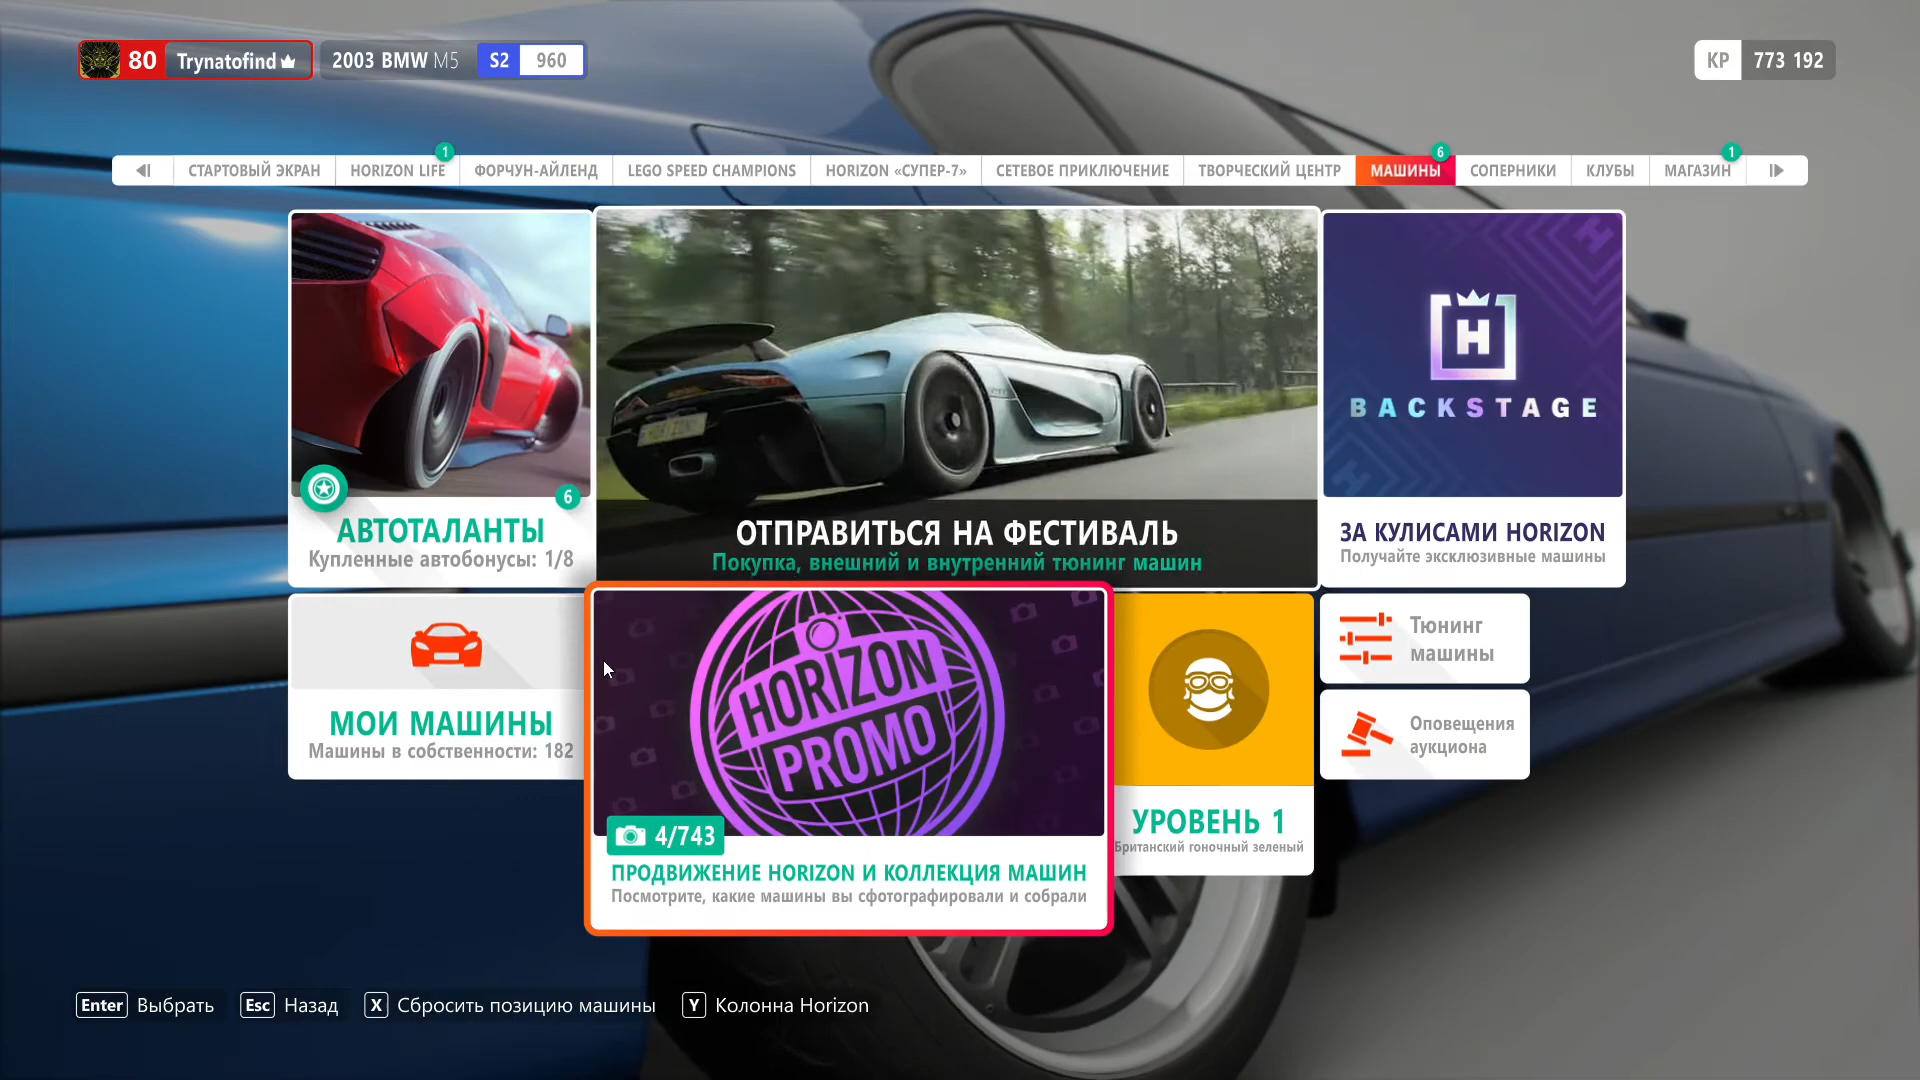 80 Trynatofind
2003 BMW M5
S2 960
КР 773 192
СТАРТОВЫЙ ЭКРАН
HORIZON LIFE
1
ФОРЧУН-АЙЛЕНД
LEGO SPEED CHAMPIONS
HORIZON «СУПЕР-7»
СЕТЕВОЕ ПРИКЛЮЧЕНИЕ
ТВОРЧЕСКИЙ ЦЕНТР
МАШИНЫ
6
СОПЕРНИКИ
КЛУБЫ
МАГАЗИН
1
6
АВТОТАЛАНТЫ
Купленные автобонусы: 1/8
HORIZON
ОТПРАВИТЬСЯ НА ФЕСТИВАЛЬ
Покупка, внешний и внутренний тюнинг машин
H
BACKSTAGE
ЗА КУЛИСАМИ HORIZON
Получайте эксклюзивные машины
МОИ МАШИНЫ
Машины в собственности: 182
HORIZON
PROMO
4/743
ПРОДВИЖЕНИЕ HORIZON И КОЛЛЕКЦИЯ МАШИН
Посмотрите, какие машины вы сфотографировали и собрали
УРОВЕНЬ 1
Британский гоночный зеленый
Тюнинг
машины
Оповещения
аукциона
Enter Выбрать
Esc Назад
X Сбросить позицию машины
Y Колонна Horizon